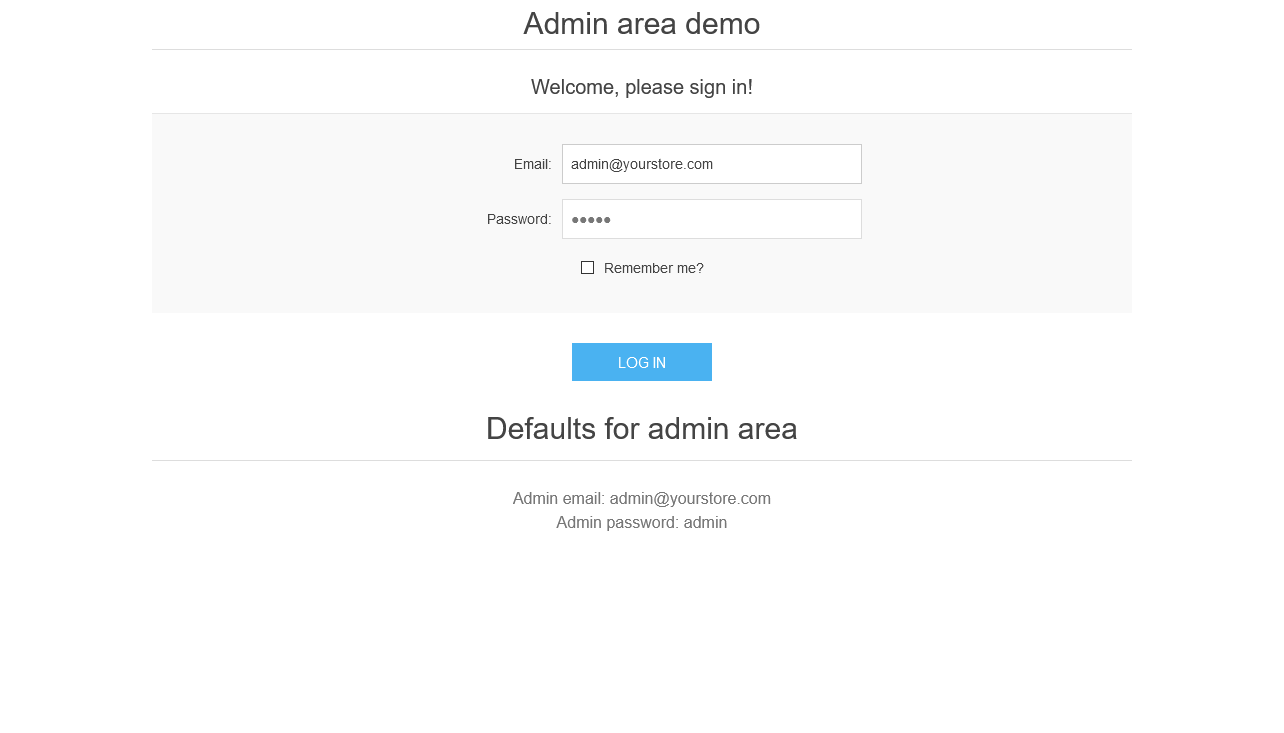 Admin area demo
Welcome, please sign in!
Email: admin@yourstore.com
Password: ●●●●●
Remember me?
LOG IN
Defaults for admin area
Admin email: admin@yourstore.com
Admin password: admin